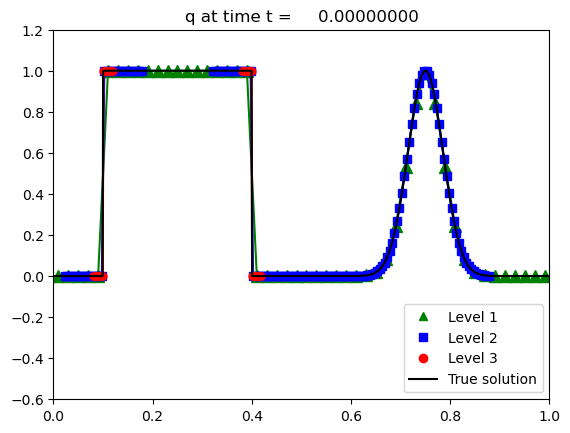 q at time t =     0.00000000
1.2
1.0
0.8
0.6
0.4
0.2
0.0
−0.2
−0.4
−0.6
Level 1
Level 2
Level 3
True solution
0.0 0.2 0.4 0.6 0.8 1.0